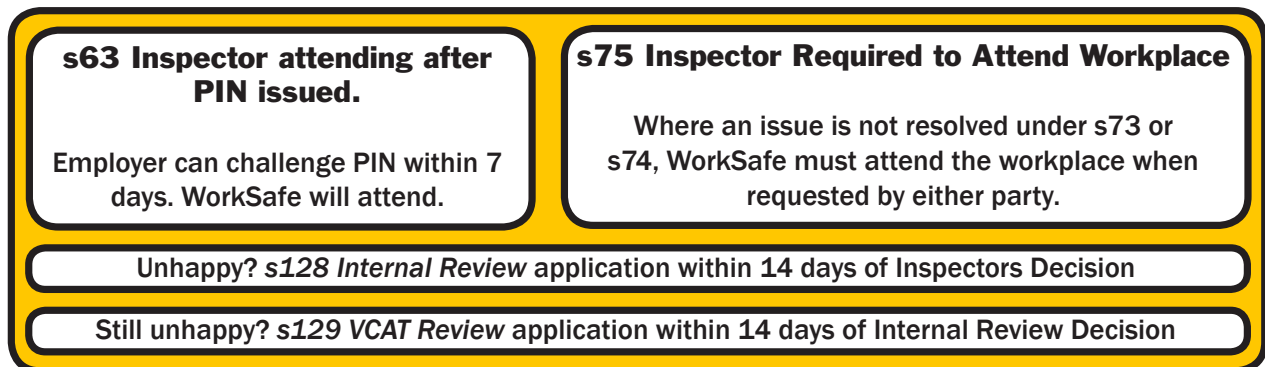 s63 Inspector attending after
PIN issued.
Employer can challenge PIN within 7
days. WorkSafe will attend.
s75 Inspector Required to Attend Workplace
Where an issue is not resolved under s73 or
s74, WorkSafe must attend the workplace when
requested by either party.
Unhappy? s128 Internal Review application within 14 days of Inspectors Decision
Still unhappy? s129 VCAT Review application within 14 days of Internal Review Decision